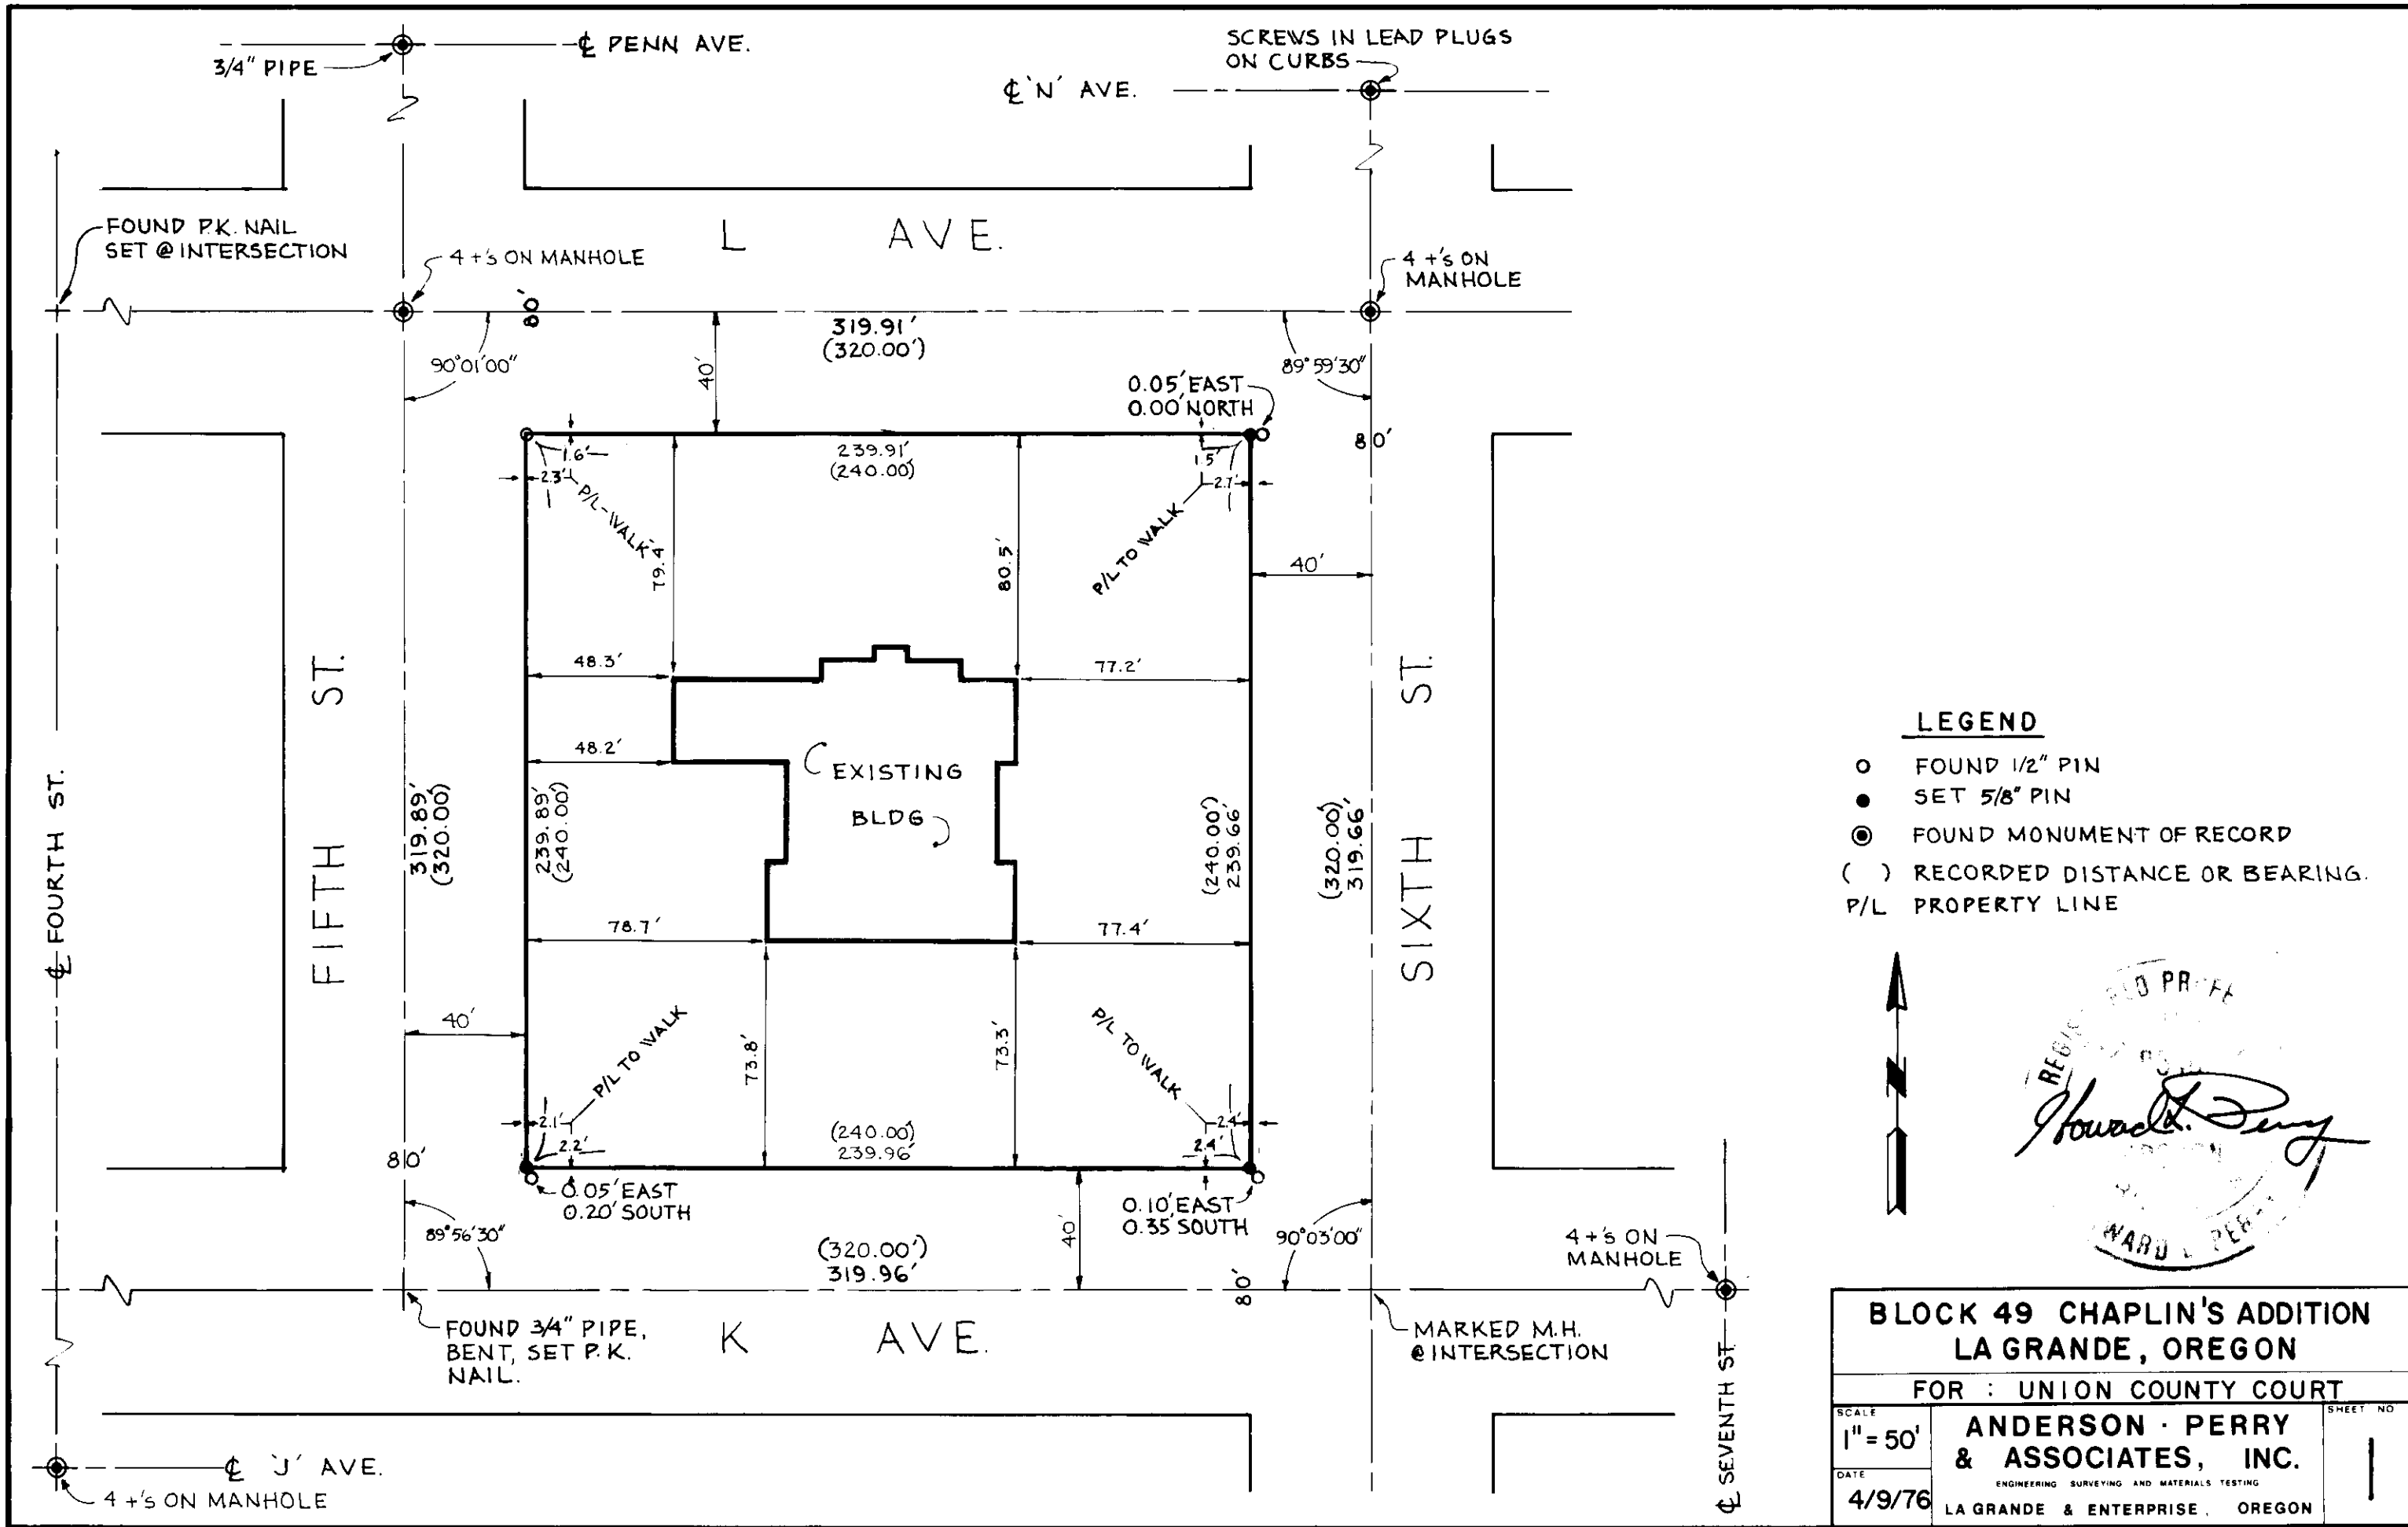 ℄ PENN AVE.
3/4" PIPE
SCREWS IN LEAD PLUGS
ON CURBS
℄ 'N' AVE.
FOUND P.K. NAIL
SET @ INTERSECTION
L AVE.
4 +'s ON MANHOLE
4 +'s ON
MANHOLE
80'
319.91'
(320.00')
90°01'00"
40'
89°59'30"
0.05' EAST
0.00' NORTH
80'
1.6'
2.3'
P/L-WALK
239.91'
(240.00')
1.5'
2.7'
P/L TO WALK
79.4
80.5'
40'
48.3'
77.2'
48.2'
EXISTING
BLDG
℄ FOURTH ST.
FIFTH ST.
319.89'
(320.00')
239.89'
(240.00')
(240.00')
239.66'
(320.00')
319.66'
SIXTH ST.
78.7'
77.4'
40'
P/L TO WALK
73.8'
73.3'
P/L TO WALK
2.1'
2.2'
(240.00')
239.96'
2.4'
2.4'
80'
0.05' EAST
0.20' SOUTH
0.10' EAST
0.35' SOUTH
89°56'30"
(320.00')
319.96'
40'
90°03'00"
80'
4 +'s ON
MANHOLE
FOUND 3/4" PIPE,
BENT, SET P.K.
NAIL.
K AVE.
MARKED M.H.
@ INTERSECTION
℄ SEVENTH ST.
℄ 'J' AVE.
4 +'s ON MANHOLE
LEGEND
FOUND 1/2" PIN
SET 5/8" PIN
FOUND MONUMENT OF RECORD
( ) RECORDED DISTANCE OR BEARING.
P/L PROPERTY LINE
N
Howard L. Perry
BLOCK 49 CHAPLIN'S ADDITION
LA GRANDE, OREGON
FOR : UNION COUNTY COURT
SCALE
1" = 50'
DATE
4/9/76
ANDERSON · PERRY
& ASSOCIATES, INC.
ENGINEERING SURVEYING AND MATERIALS TESTING
LA GRANDE & ENTERPRISE, OREGON
SHEET NO
1